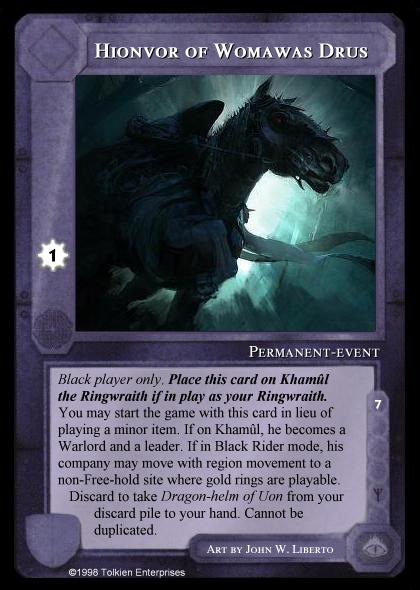 Hionvor of Womawas Drus
1
Permanent-event
Black player only. Place this card on Khamûl
the Ringwraith if in play as your Ringwraith.
You may start the game with this card in lieu of
playing a minor item. If on Khamûl, he becomes a
Warlord and a leader. If in Black Rider mode, his
company may move with region movement to a
non-Free-hold site where gold rings are playable.
Discard to take Dragon-helm of Uon from your
discard pile to your hand. Cannot be
duplicated.
7
Art by John W. Liberto
©1998 Tolkien Enterprises